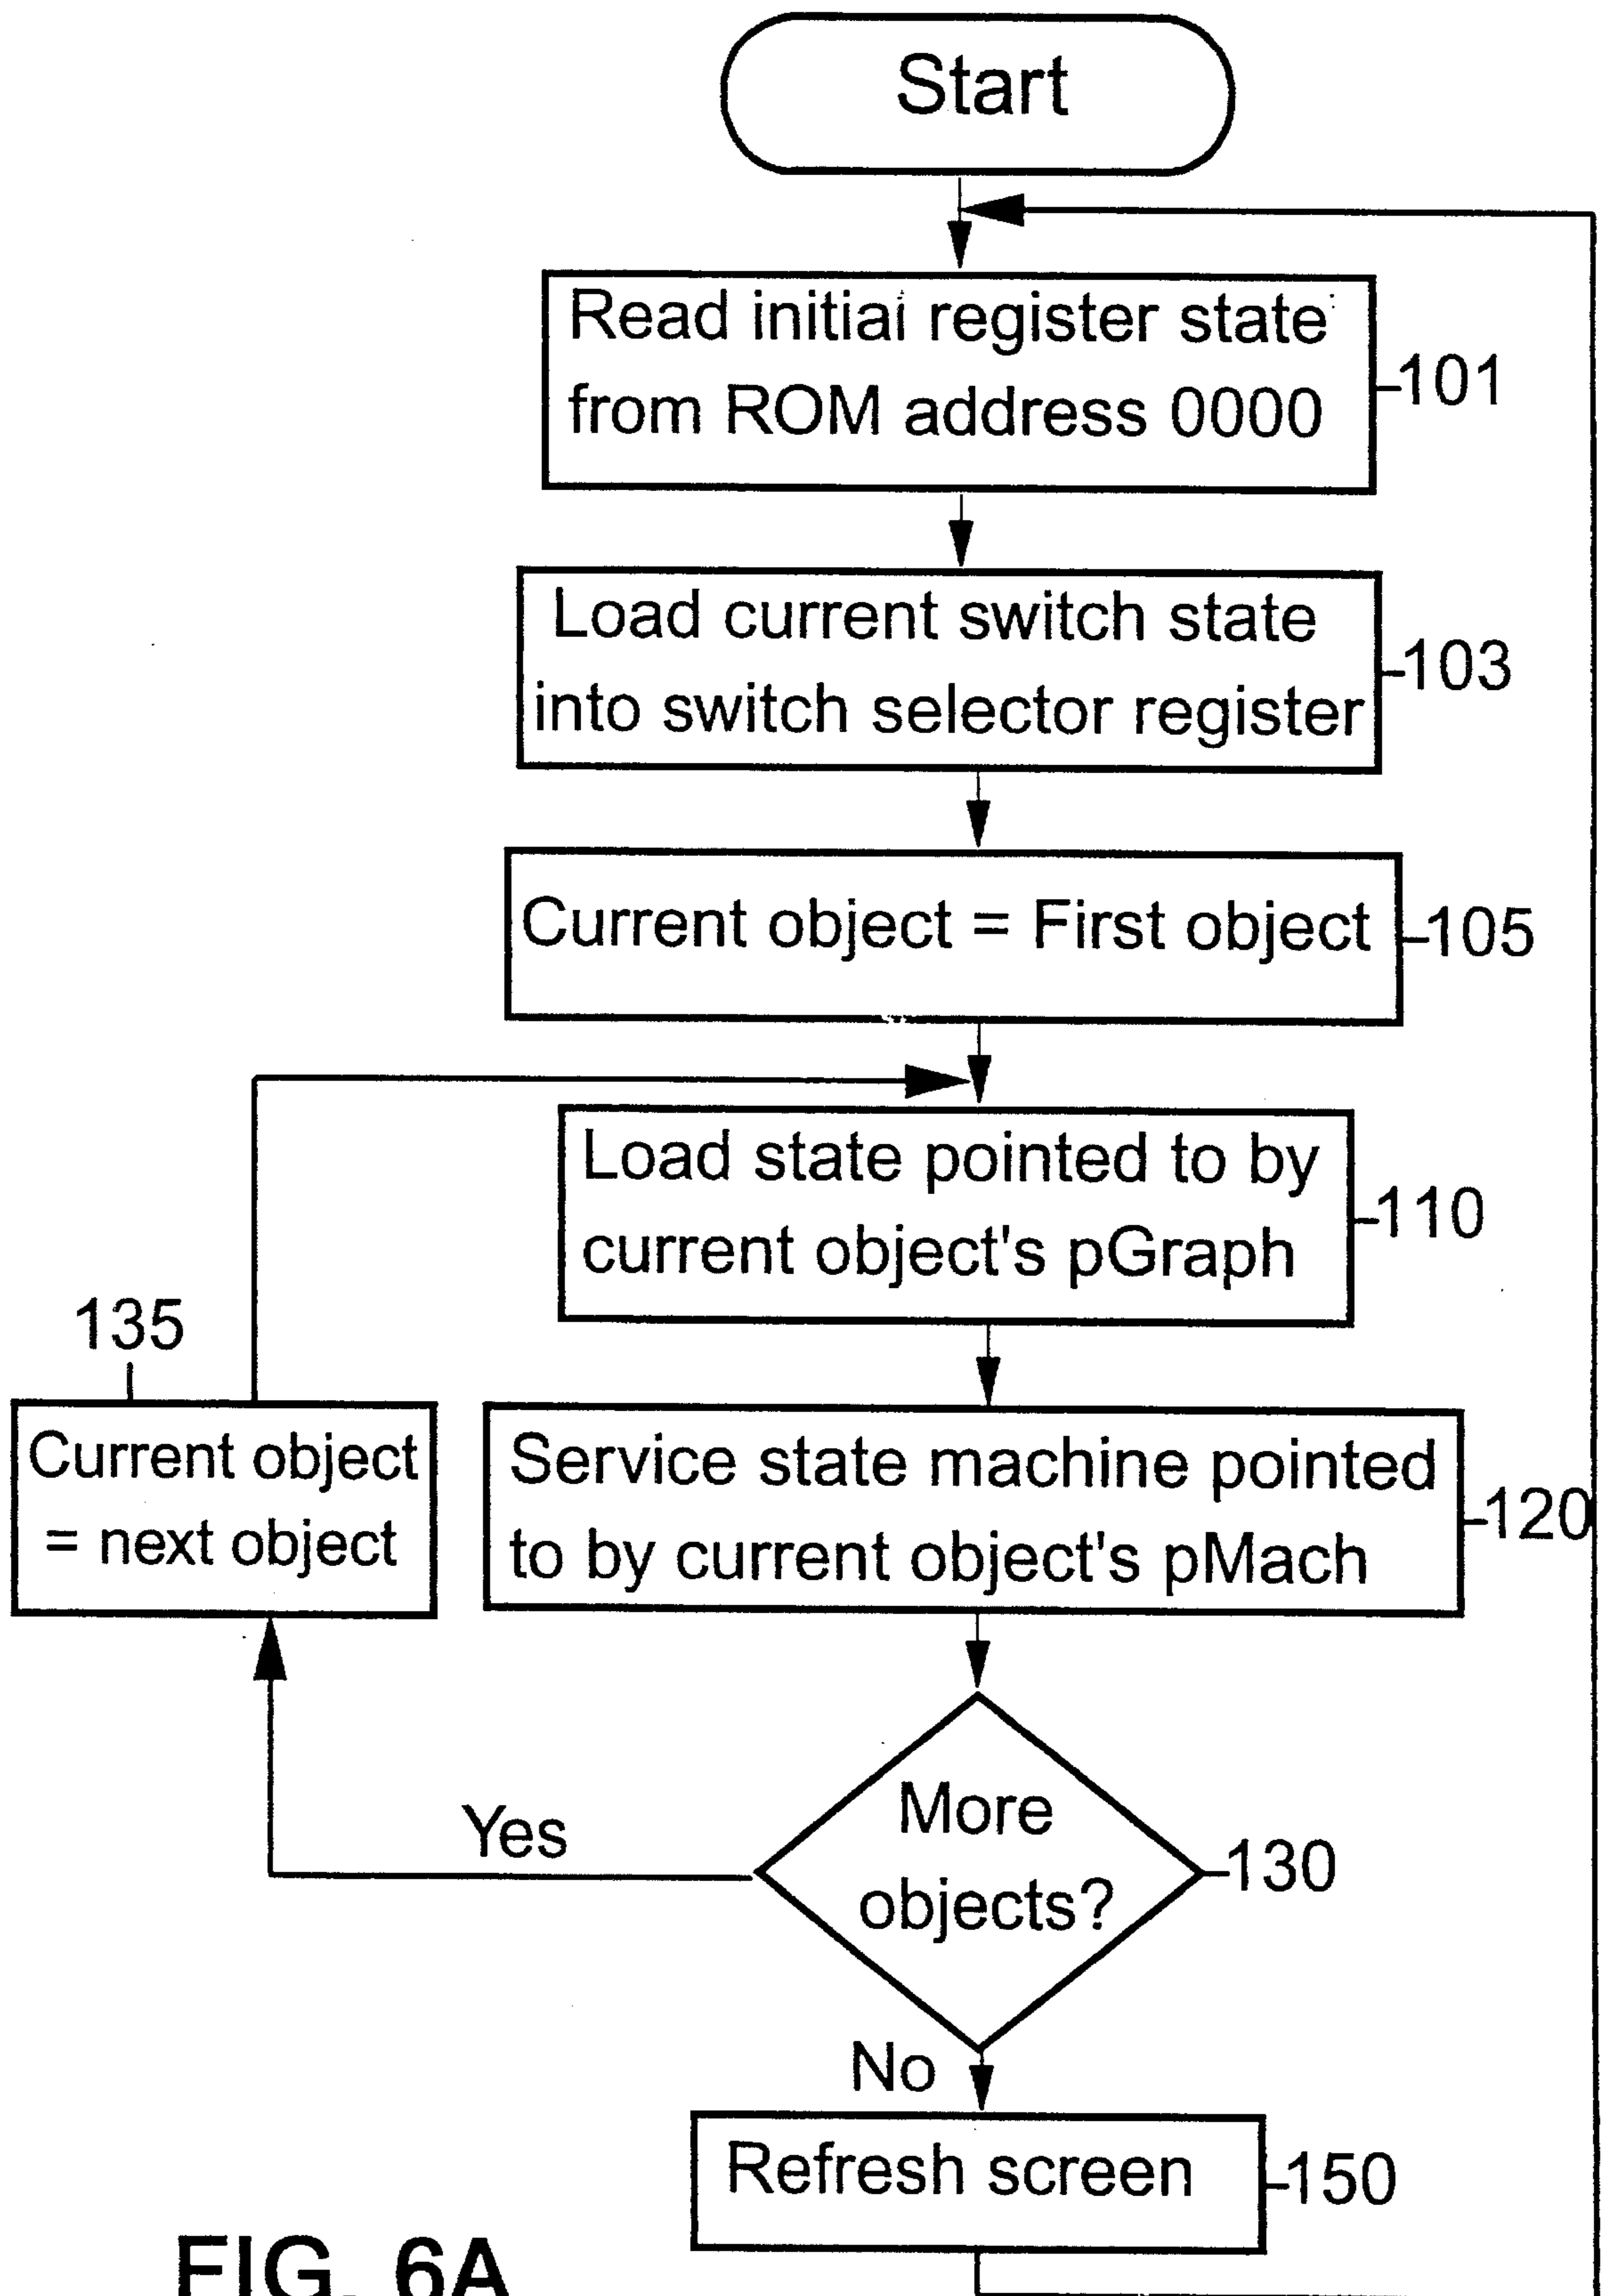 Start
Read initial register state
from ROM address 0000
101
Load current switch state
into switch selector register
103
Current object = First object
105
Load state pointed to by
current object's pGraph
110
135
Current object
= next object
Service state machine pointed
to by current object's pMach
120
More
objects?
130
Yes
No
Refresh screen
150
FIG. 6A